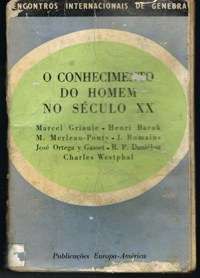 ENCONTROS INTERNACIONAIS DE GENEBRA
O CONHECIMENTO
DO HOMEM
NO SÉCULO XX
Marcel Griaule • Henri Baruk
M. Merleau-Ponty • J. Romains
José Ortega y Gasset • R. P. Daniélou
Charles Westphal
Publicações Europa-América